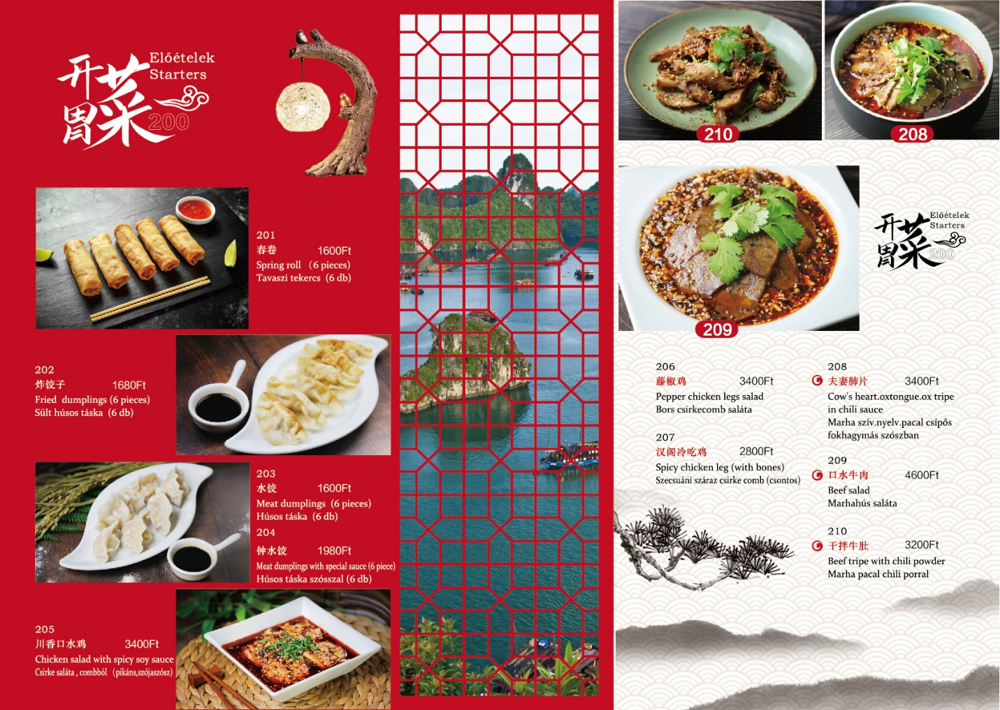 开胃菜
Előételek
Starters
200
201
春卷 1600Ft
Spring roll （6 pieces)
Tavaszi tekercs (6 db)
202
炸饺子 1680Ft
Fried dumplings (6 pieces)
Sült húsos táska (6 db)
203
水饺 1600Ft
Meat dumplings (6 pieces)
Húsos táska (6 db)
204
钟水饺 1980Ft
Meat dumplings with special sauce (6 piece)
Húsos táska szósszal (6 db)
205
川香口水鸡 3400Ft
Chicken salad with spicy soy sauce
Csirke saláta , combból （pikáns,szójaszósz)
210
208
209
开胃菜
Előételek
Starters
200
206
藤椒鸡 3400Ft
Pepper chicken legs salad
Bors csirkecomb saláta
207
汉阁冷吃鸡 2800Ft
Spicy chicken leg (with bones)
Szecsuáni száraz csirke comb (csontos)
208
夫妻肺片 3400Ft
Cow's heart.oxtongue.ox tripe
in chili sauce
Marha szív.nyelv.pacal csípős
fokhagymás szószban
209
口水牛肉 4600Ft
Beef salad
Marhahús saláta
210
干拌牛肚 3200Ft
Beef tripe with chili powder
Marha pacal chili porral